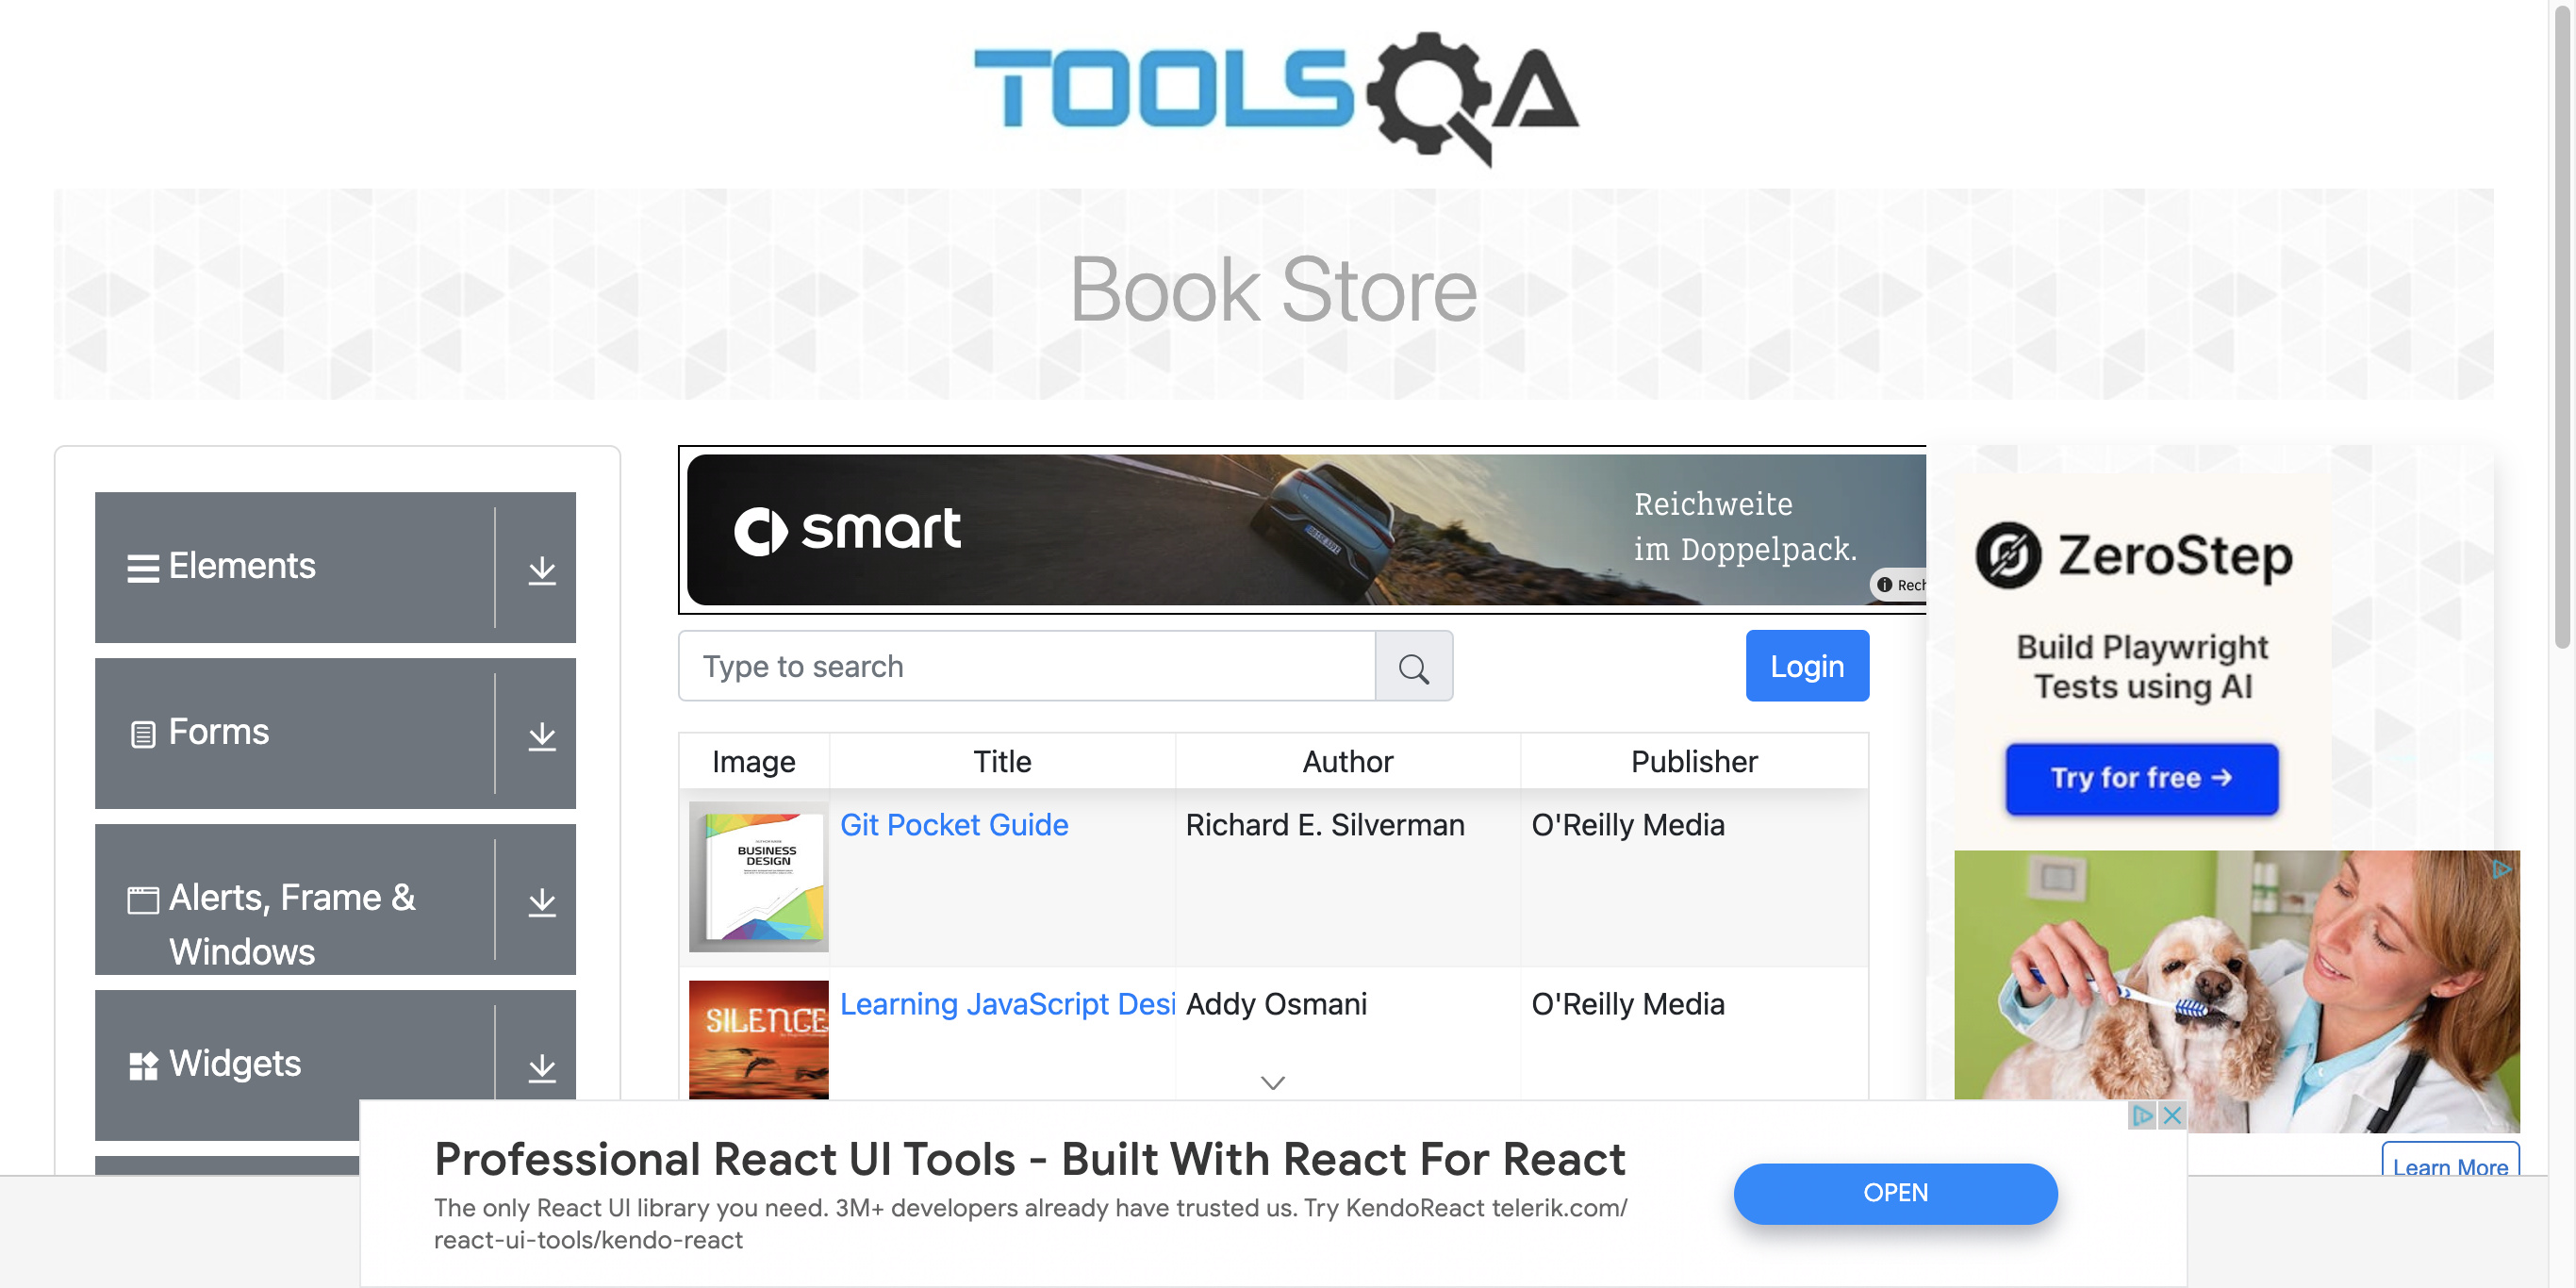 TOOLSQA
Book Store
Elements
Forms
Alerts, Frame &
Windows
Widgets
smart
Reichweite
im Doppelpack.
Rech
Type to search
Login
Image Title Author Publisher
BUSINESS
DESIGN
Git Pocket Guide Richard E. Silverman O'Reilly Media
SILENCE
Learning JavaScript Desi Addy Osmani O'Reilly Media
ZeroStep
Build Playwright
Tests using AI
Try for free →
Learn More
Professional React UI Tools - Built With React For React
The only React UI library you need. 3M+ developers already have trusted us. Try KendoReact telerik.com/
react-ui-tools/kendo-react
OPEN